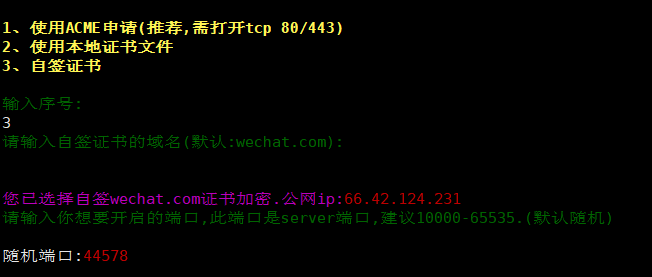 1、使用ACME申请(推荐,需打开tcp 80/443)
2、使用本地证书文件
3、自签证书
输入序号:
3
请输入自签证书的域名(默认:wechat.com):
您已选择自签wechat.com证书加密.公网ip:66.42.124.231
请输入你想要开启的端口,此端口是server端口,建议10000-65535.(默认随机)
随机端口:44578